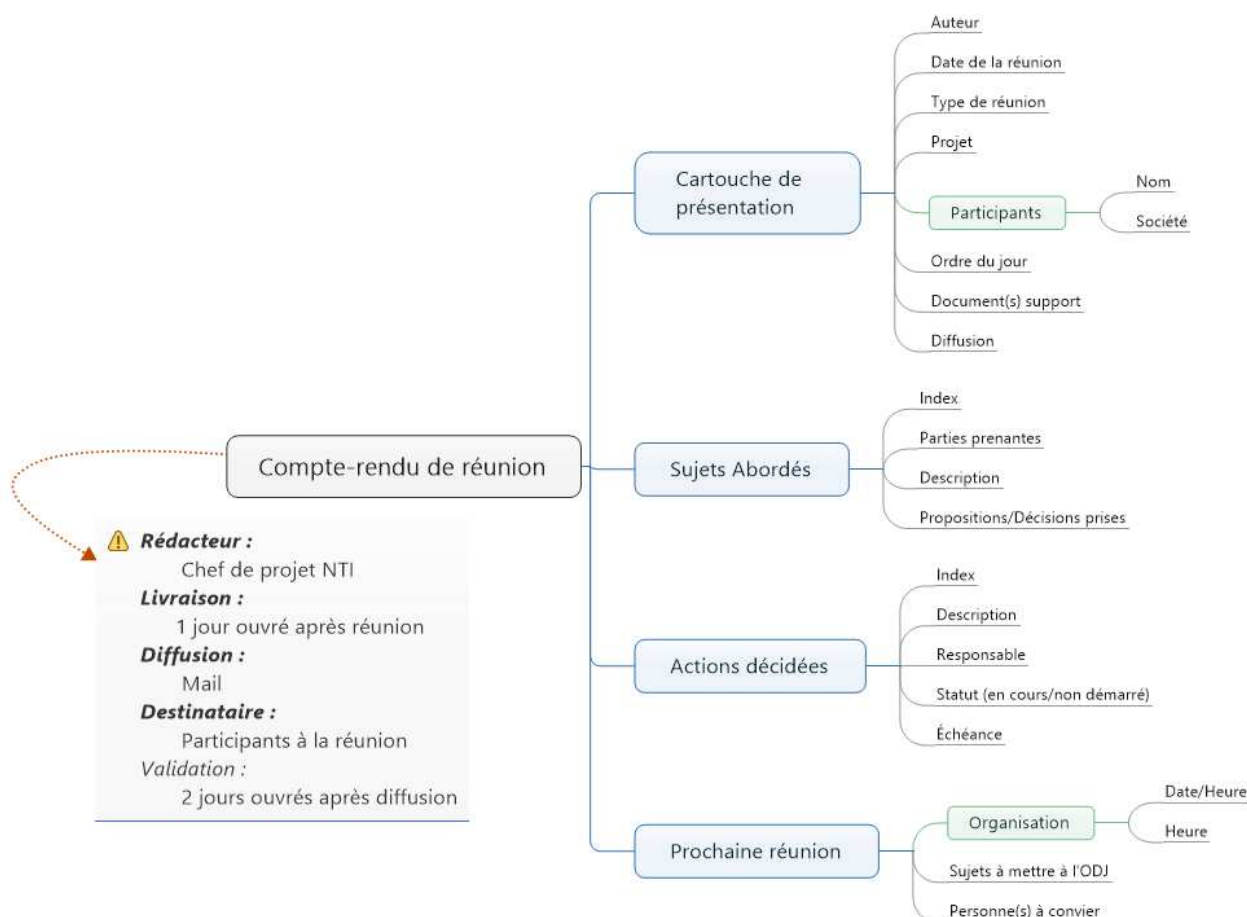 Auteur
Date de la réunion
Type de réunion
Projet
Cartouche de
présentation
Participants
Nom
Société
Ordre du jour
Document(s) support
Diffusion
Compte-rendu de réunion
Rédacteur :
Chef de projet NTI
Livraison :
1 jour ouvré après réunion
Diffusion :
Mail
Destinataire :
Participants à la réunion
Validation :
2 jours ouvrés après diffusion
Sujets Abordés
Index
Parties prenantes
Description
Propositions/Décisions prises
Actions décidées
Index
Description
Responsable
Statut (en cours/non démarré)
Échéance
Prochaine réunion
Organisation
Date/Heure
Heure
Sujets à mettre à l'ODJ
Personne(s) à convier